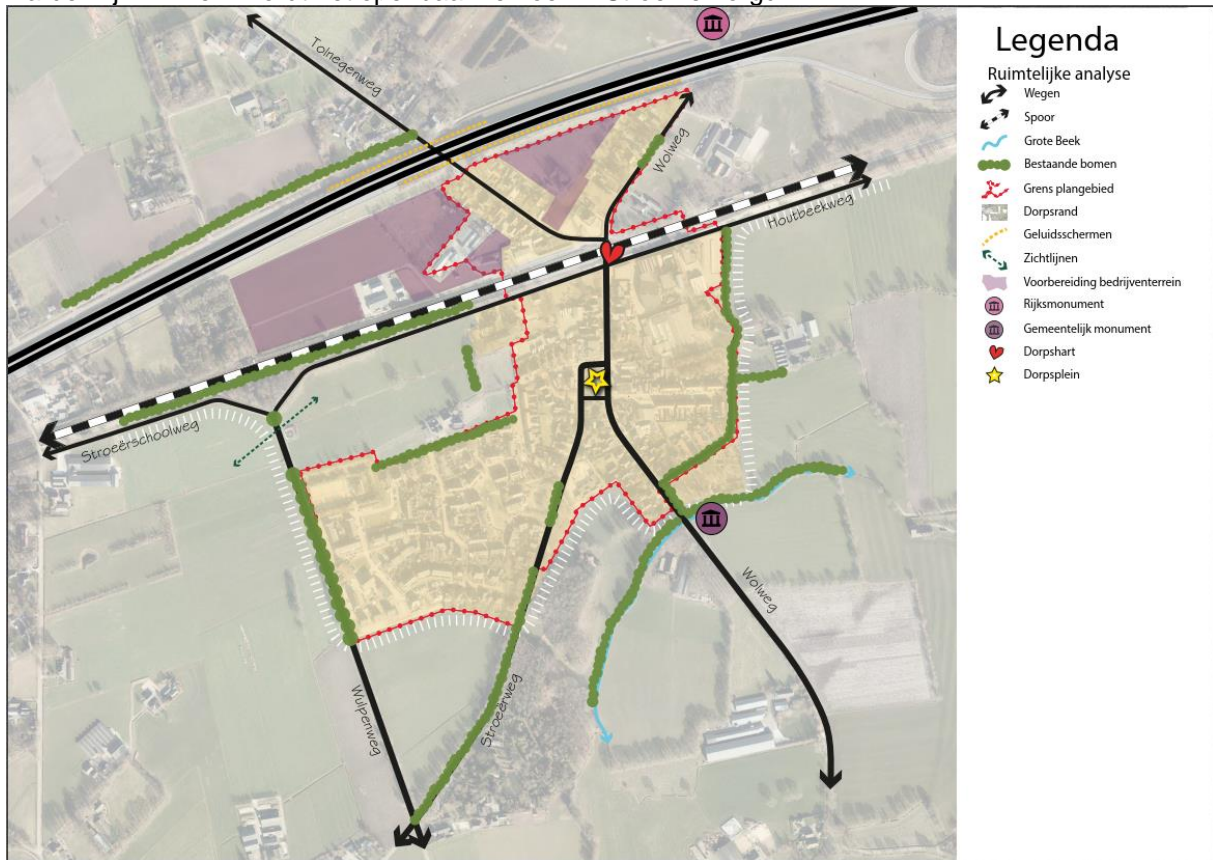 Tolnegenweg
Wolweg
Houtbeekweg
Stroeërschoolweg
Wulpenweg
Stroeërweg
Wolweg
Legenda
Ruimtelijke analyse
Wegen
Spoor
Grote Beek
Bestaande bomen
Grens plangebied
Dorpsrand
Geluidsschermen
Zichtlijnen
Voorbereiding bedrijventerrein
Rijksmonument
Gemeentelijk monument
Dorpshart
Dorpsplein